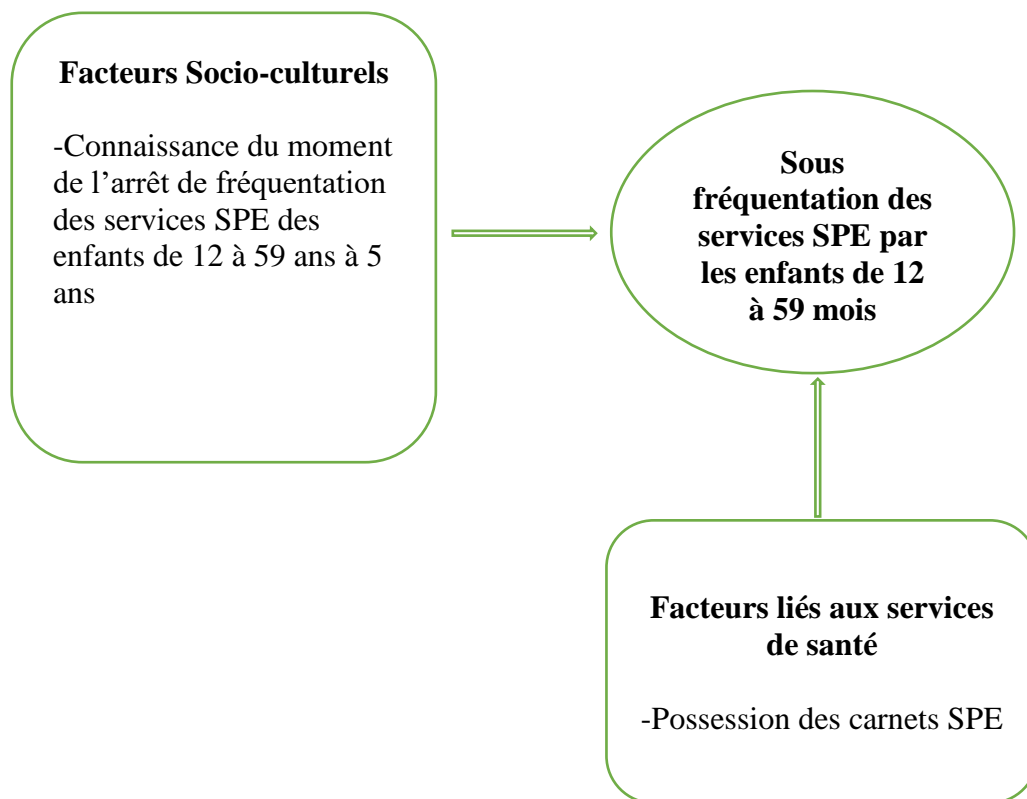 Facteurs Socio-culturels
-Connaissance du moment
de l’arrêt de fréquentation
des services SPE des
enfants de 12 à 59 ans à 5
ans
Sous
fréquentation des
services SPE par
les enfants de 12
à 59 mois
Facteurs liés aux services
de santé
-Possession des carnets SPE